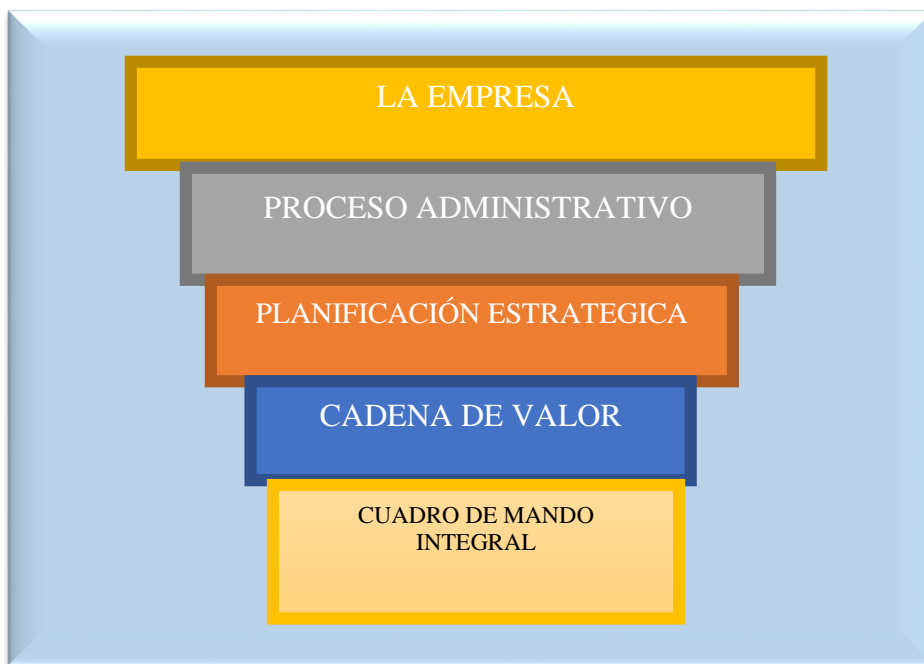 LA EMPRESA
PROCESO ADMINISTRATIVO
PLANIFICACIÓN ESTRATEGICA
CADENA DE VALOR
CUADRO DE MANDO
INTEGRAL